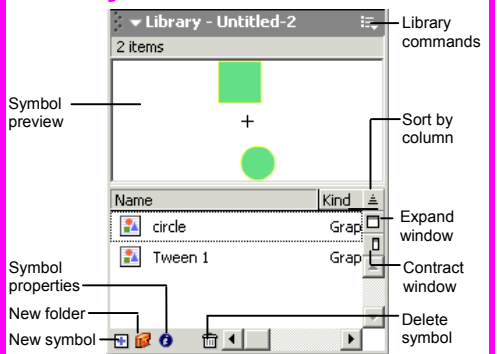 Library - Untitled-2
Library
commands
2 items
Symbol
preview
Sort by
column
Name Kind
circle Grap
Expand
window
Tween 1 Grap
Contract
window
Symbol
properties
New folder
New symbol
Delete
symbol